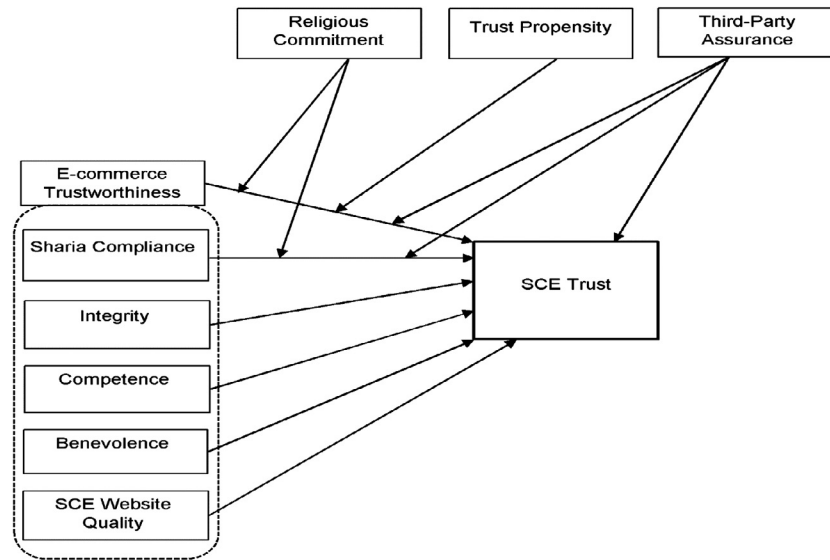 Religious
Commitment
Trust Propensity
Third-Party
Assurance
E-commerce
Trustworthiness
Sharia Compliance
SCE Trust
Integrity
Competence
Benevolence
SCE Website
Quality